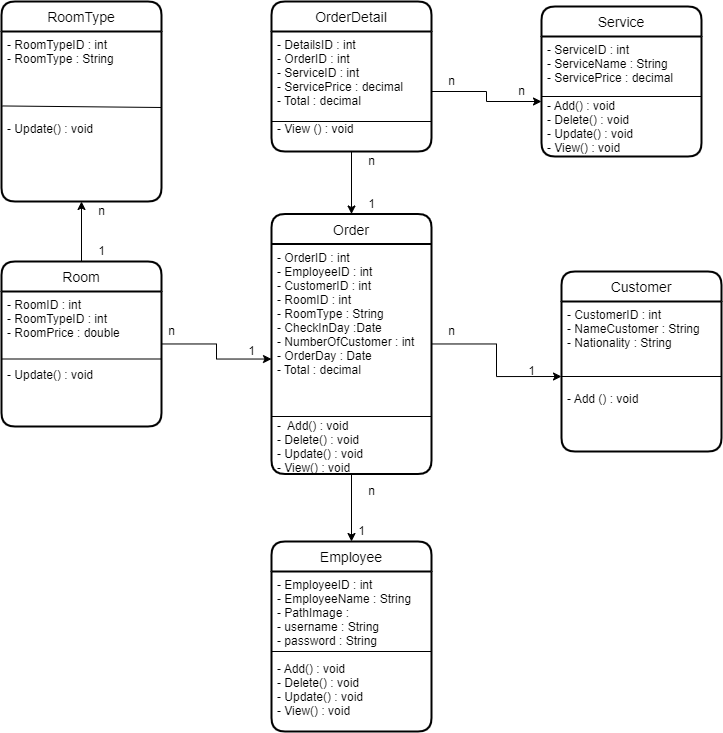 RoomType
- RoomTypeID : int
- RoomType : String
- Update() : void
n
1
Room
- RoomID : int
- RoomTypeID : int
- RoomPrice : double
- Update() : void
n
1
OrderDetail
- DetailsID : int
- OrderID : int
- ServiceID : int
- ServicePrice : decimal
- Total : decimal
- View () : void
n
n
Service
- ServiceID : int
- ServiceName : String
- ServicePrice : decimal
- Add() : void
- Delete() : void
- Update() : void
- View() : void
n
1
Order
- OrderID : int
- EmployeeID : int
- CustomerID : int
- RoomID : int
- RoomType : String
- CheckInDay :Date
- NumberOfCustomer : int
- OrderDay : Date
- Total : decimal
- Add() : void
- Delete() : void
- Update() : void
- View() : void
n
1
Customer
- CustomerID : int
- NameCustomer : String
- Nationality : String
- Add () : void
n
1
Employee
- EmployeeID : int
- EmployeeName : String
- PathImage :
- username : String
- password : String
- Add() : void
- Delete() : void
- Update() : void
- View() : void